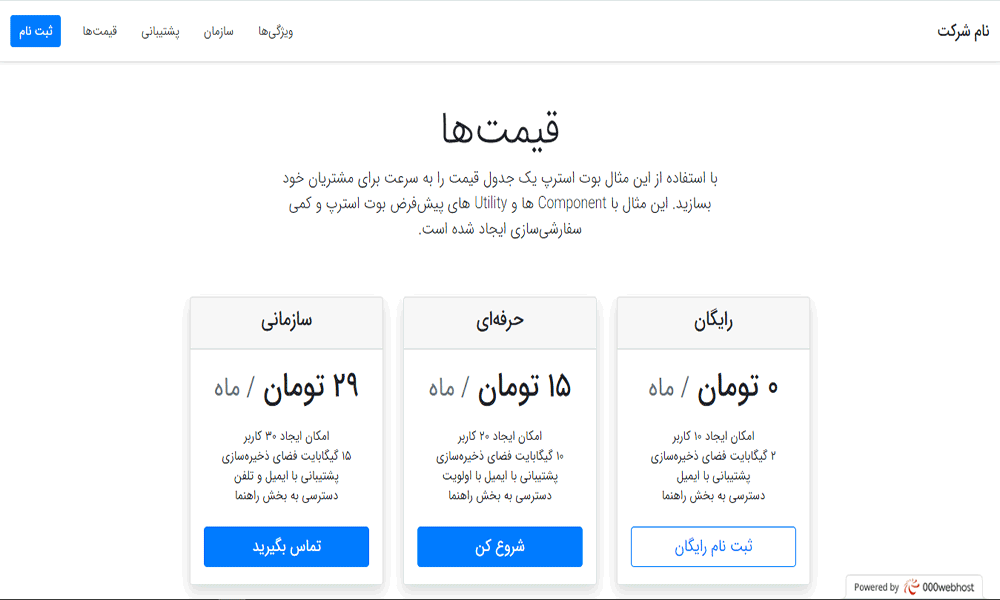 نام شرکت
ویژگی‌ها سازمان پشتیبانی قیمت‌ها ثبت نام
قیمت‌ها
با استفاده از این مثال بوت استرپ یک جدول قیمت را به سرعت برای مشتریان خود
بسازید. این مثال با Component ها و Utility های پیش‌فرض بوت استرپ و کمی
سفارشی‌سازی ایجاد شده است.
رایگان
۰ تومان / ماه
امکان ایجاد ۱۰ کاربر
۲ گیگابایت فضای ذخیره‌سازی
پشتیبانی با ایمیل
دسترسی به بخش راهنما
ثبت نام رایگان
حرفه‌ای
۱۵ تومان / ماه
امکان ایجاد ۲۰ کاربر
۱۰ گیگابایت فضای ذخیره‌سازی
پشتیبانی با ایمیل با اولویت
دسترسی به بخش راهنما
شروع کن
سازمانی
۲۹ تومان / ماه
امکان ایجاد ۳۰ کاربر
۱۵ گیگابایت فضای ذخیره‌سازی
پشتیبانی با ایمیل و تلفن
دسترسی به بخش راهنما
تماس بگیرید
Powered by 000webhost